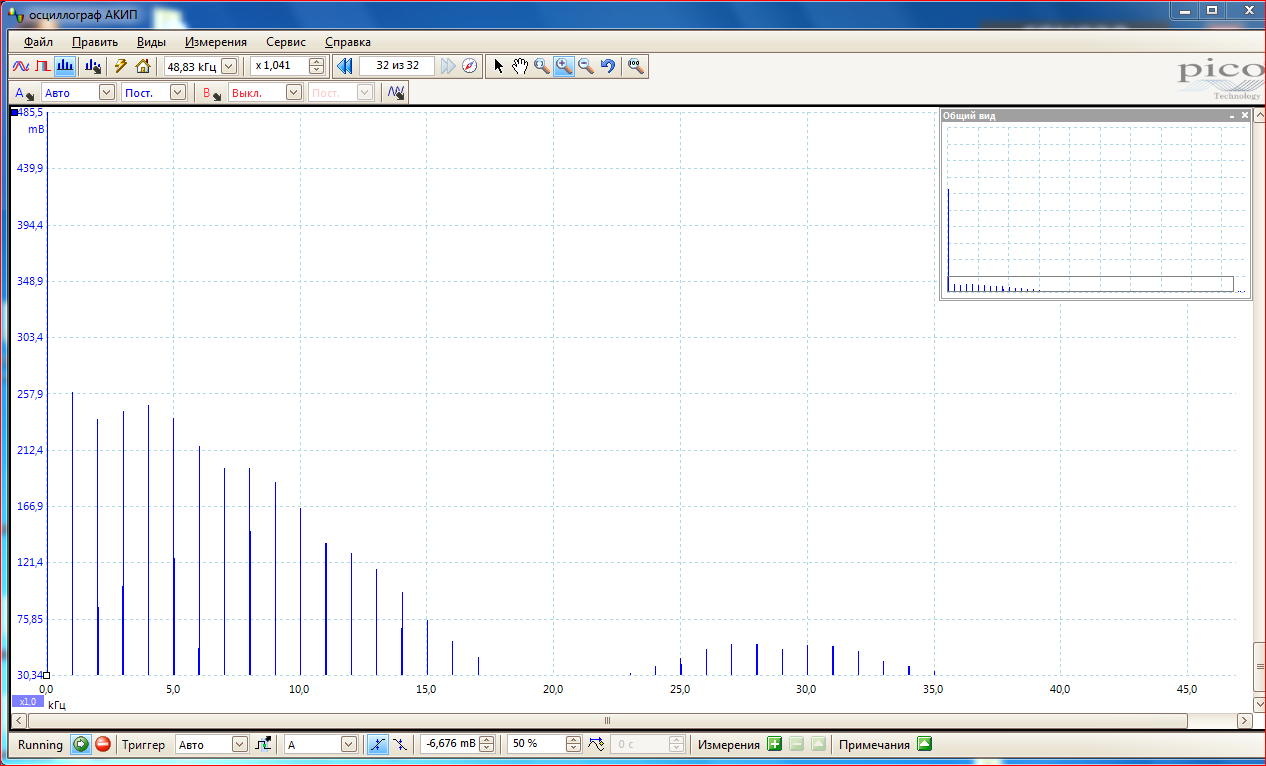 осциллограф АКИП
Файл Править Виды Измерения Сервис Справка
48,83 кГц x 1,041 32 из 32
pico
Technology
A Авто Пост. B Выкл. Пост.
Общий вид
485,5
mB
439,9
394,4
348,9
303,4
257,9
212,4
166,9
121,4
75,85
30,34
0,0 5,0 10,0 15,0 20,0 25,0 30,0 35,0 40,0 45,0
x1,0 кГц
Running Триггер Авто A -6,676 mB 50 % 0 с Измерения Примечания